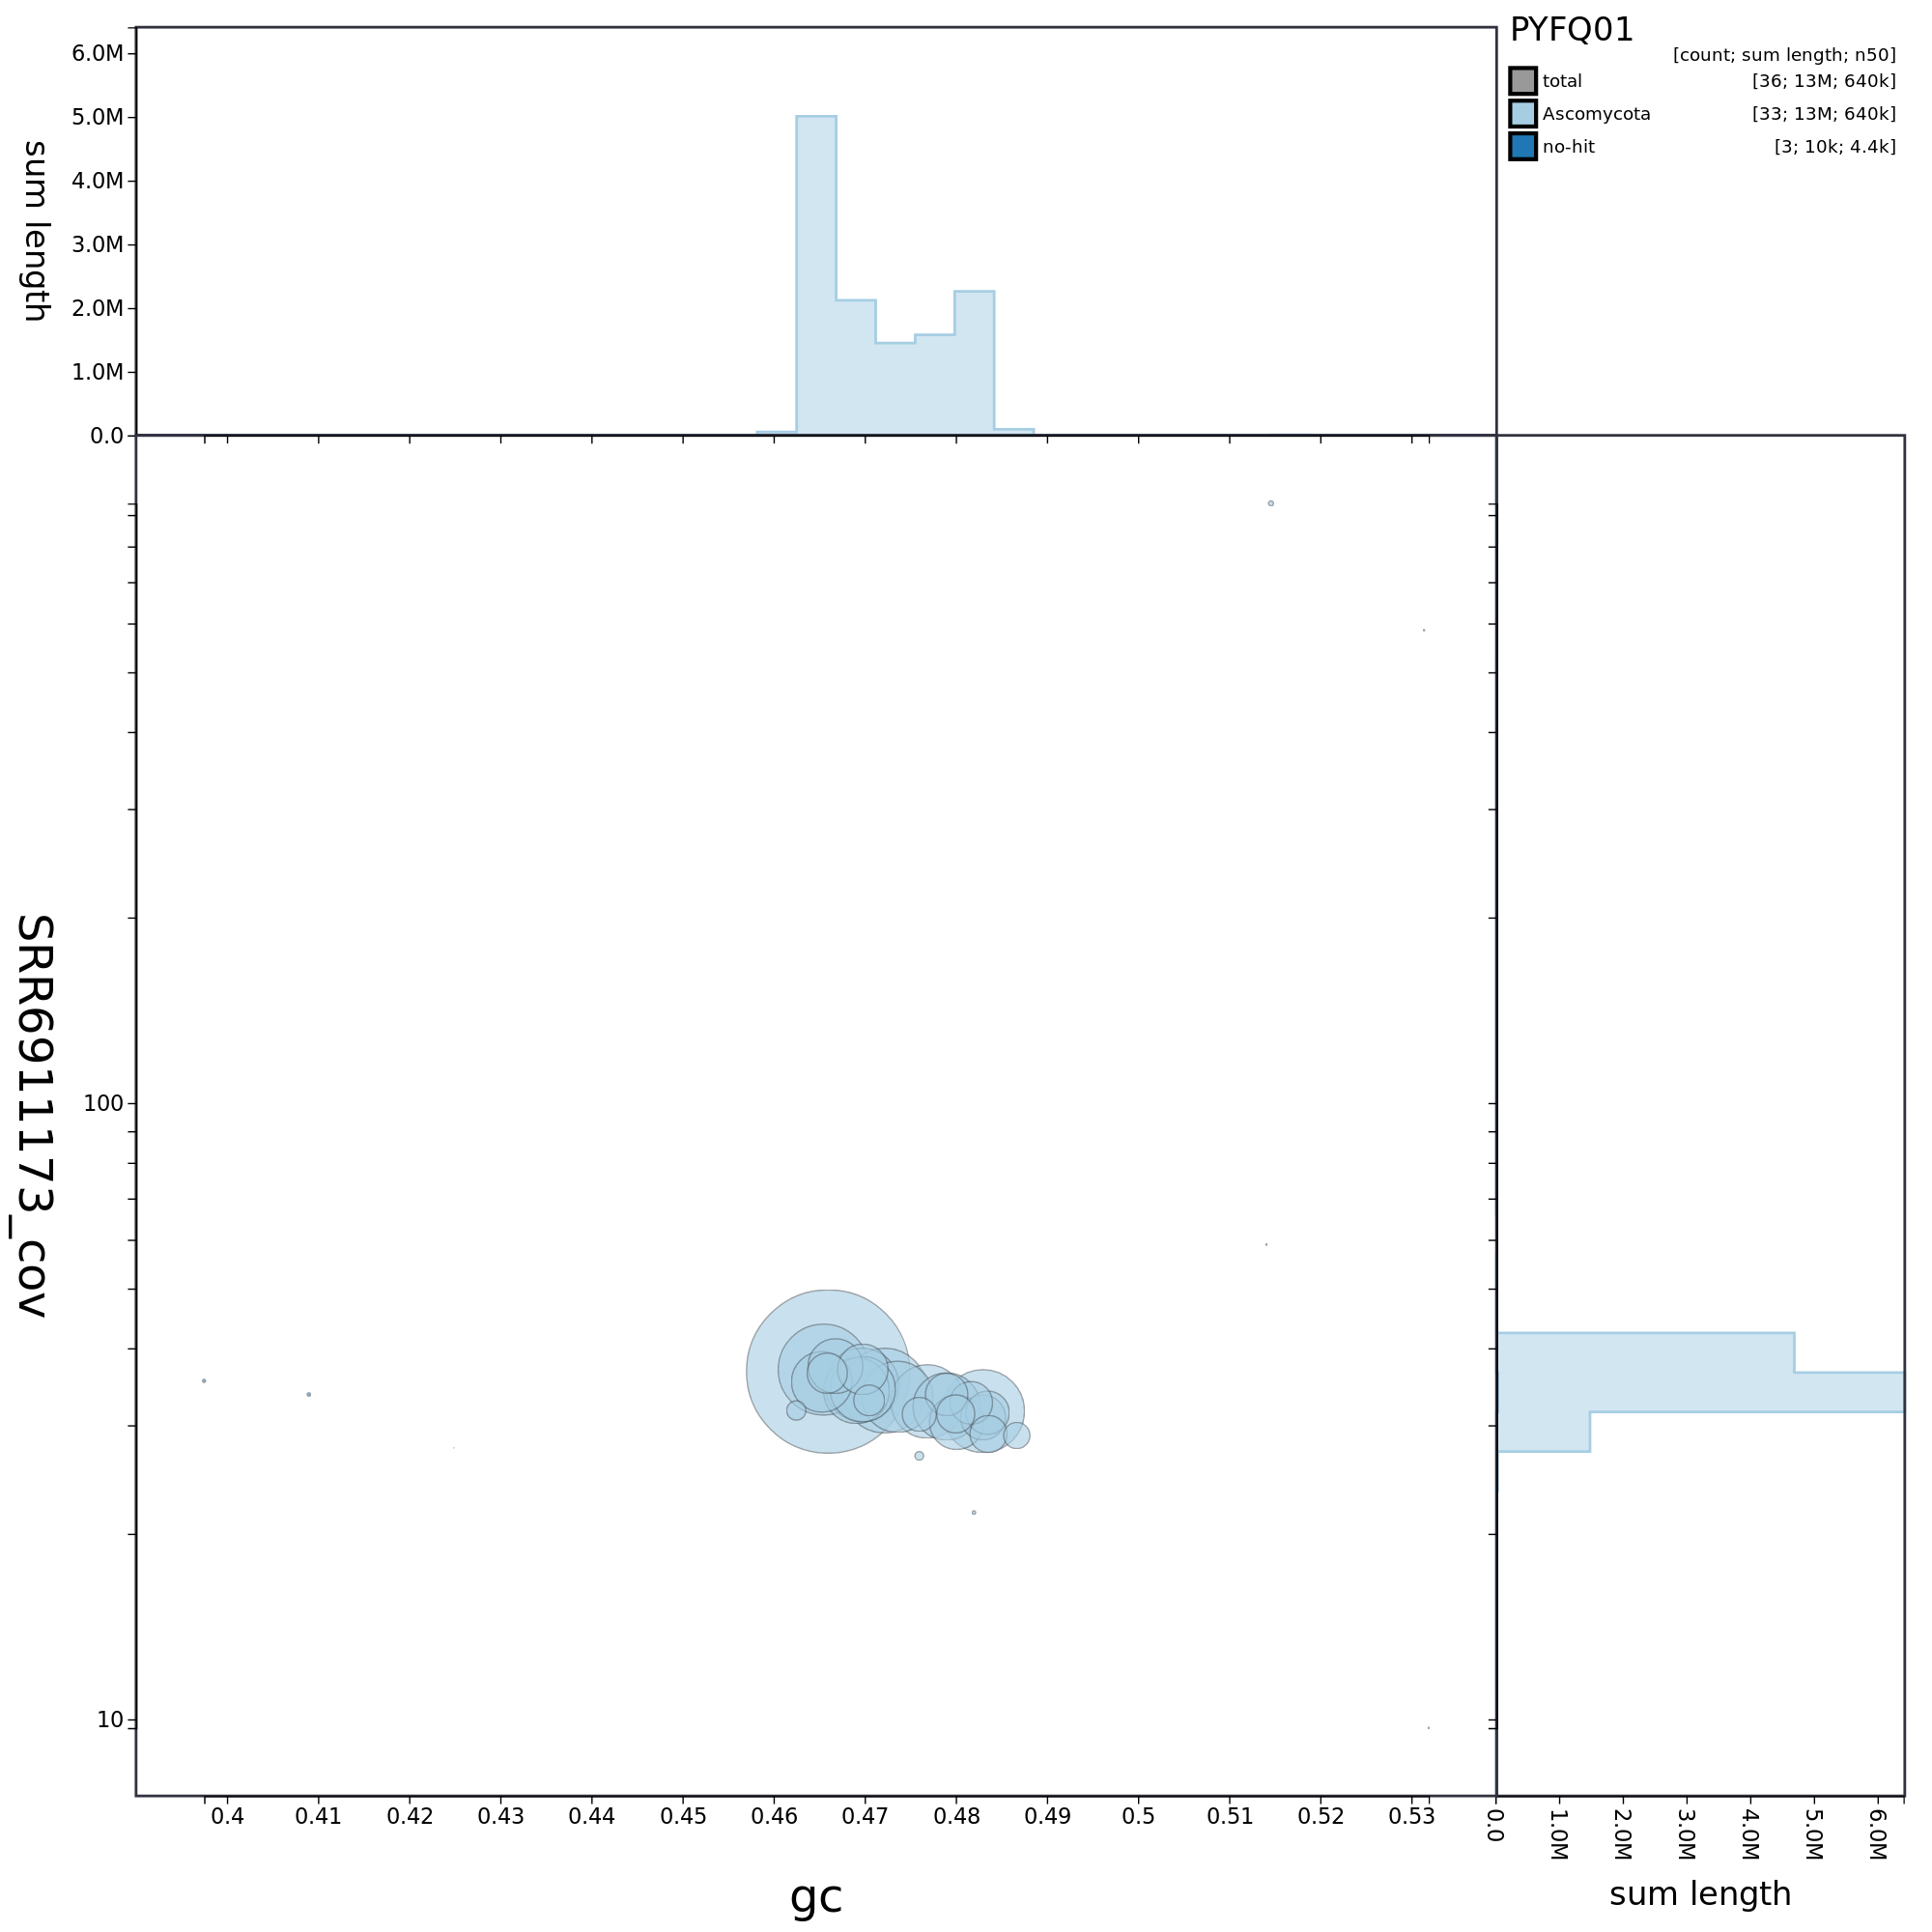 PYFQ01
[count; sum length; n50]
total [36; 13M; 640k]
Ascomycota [33; 13M; 640k]
no-hit [3; 10k; 4.4k]
sum length
6.0M
5.0M
4.0M
3.0M
2.0M
1.0M
0.0
SRR6911173_cov
100
10
0.4 0.41 0.42 0.43 0.44 0.45 0.46 0.47 0.48 0.49 0.5 0.51 0.52 0.53
gc
0.0 1.0M 2.0M 3.0M 4.0M 5.0M 6.0M
sum length